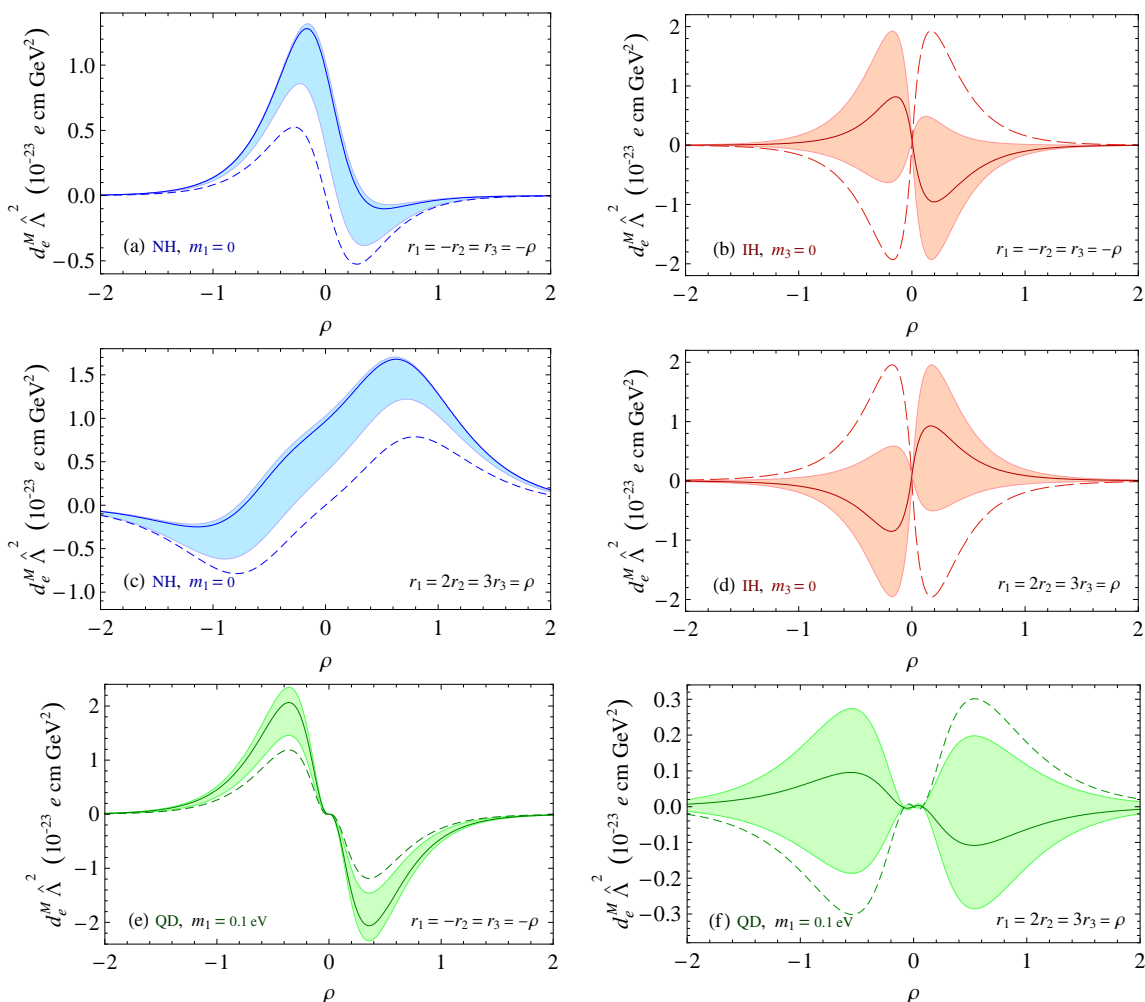 d_e^M Λ̂^2 (10^−23 e cm GeV^2)
1.0
0.5
0.0
−0.5
(a) NH, m_1 = 0
r_1 = −r_2 = r_3 = −ρ
−2 −1 0 1 2
ρ
d_e^M Λ̂^2 (10^−23 e cm GeV^2)
2
1
0
−1
−2
(b) IH, m_3 = 0
r_1 = −r_2 = r_3 = −ρ
−2 −1 0 1 2
ρ
d_e^M Λ̂^2 (10^−23 e cm GeV^2)
1.5
1.0
0.5
0.0
−0.5
−1.0
(c) NH, m_1 = 0
r_1 = 2r_2 = 3r_3 = ρ
−2 −1 0 1 2
ρ
d_e^M Λ̂^2 (10^−23 e cm GeV^2)
2
1
0
−1
−2
(d) IH, m_3 = 0
r_1 = 2r_2 = 3r_3 = ρ
−2 −1 0 1 2
ρ
d_e^M Λ̂^2 (10^−23 e cm GeV^2)
2
1
0
−1
−2
(e) QD, m_1 = 0.1 eV
r_1 = −r_2 = r_3 = −ρ
−2 −1 0 1 2
ρ
d_e^M Λ̂^2 (10^−23 e cm GeV^2)
0.3
0.2
0.1
0.0
−0.1
0.2
0.3
(f) QD, m_1 = 0.1 eV
r_1 = 2r_2 = 3r_3 = ρ
−2 −1 0 1 2
ρ